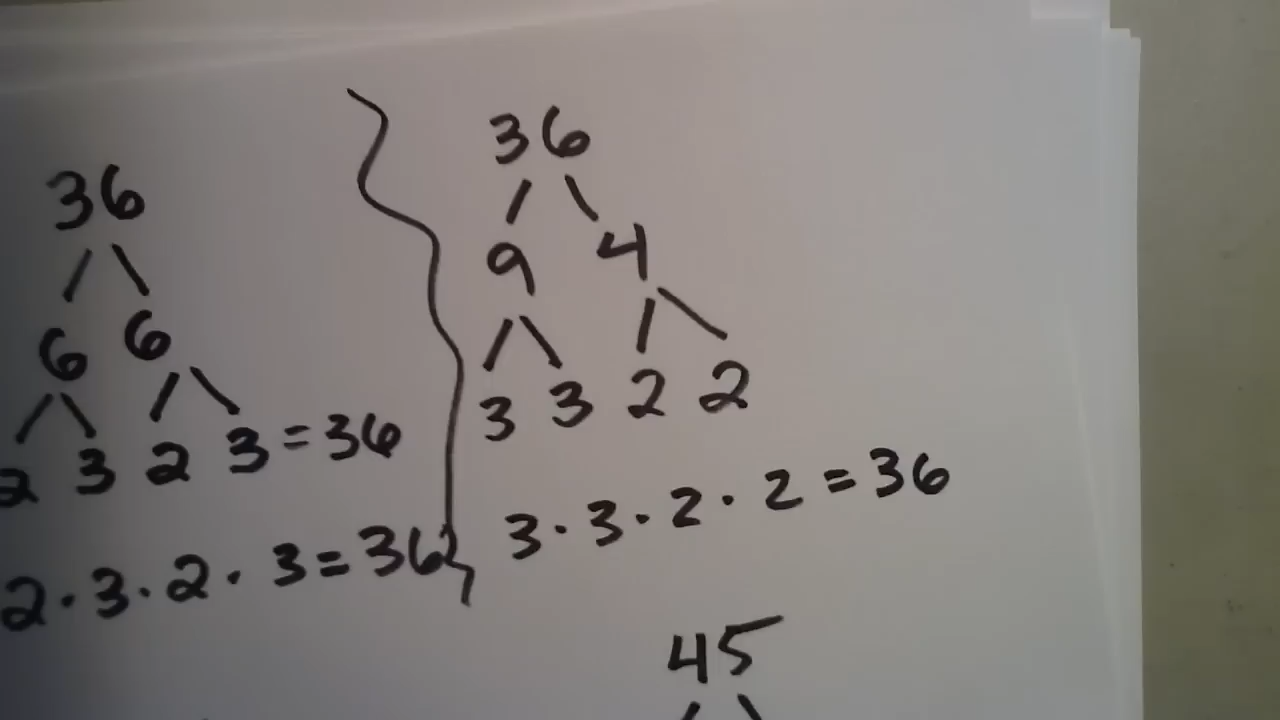 36
6 6
2 3 2 3 = 36
2 · 3 · 2 · 3 = 36
36
9 4
3 3 2 2
3 · 3 · 2 · 2 = 36
45